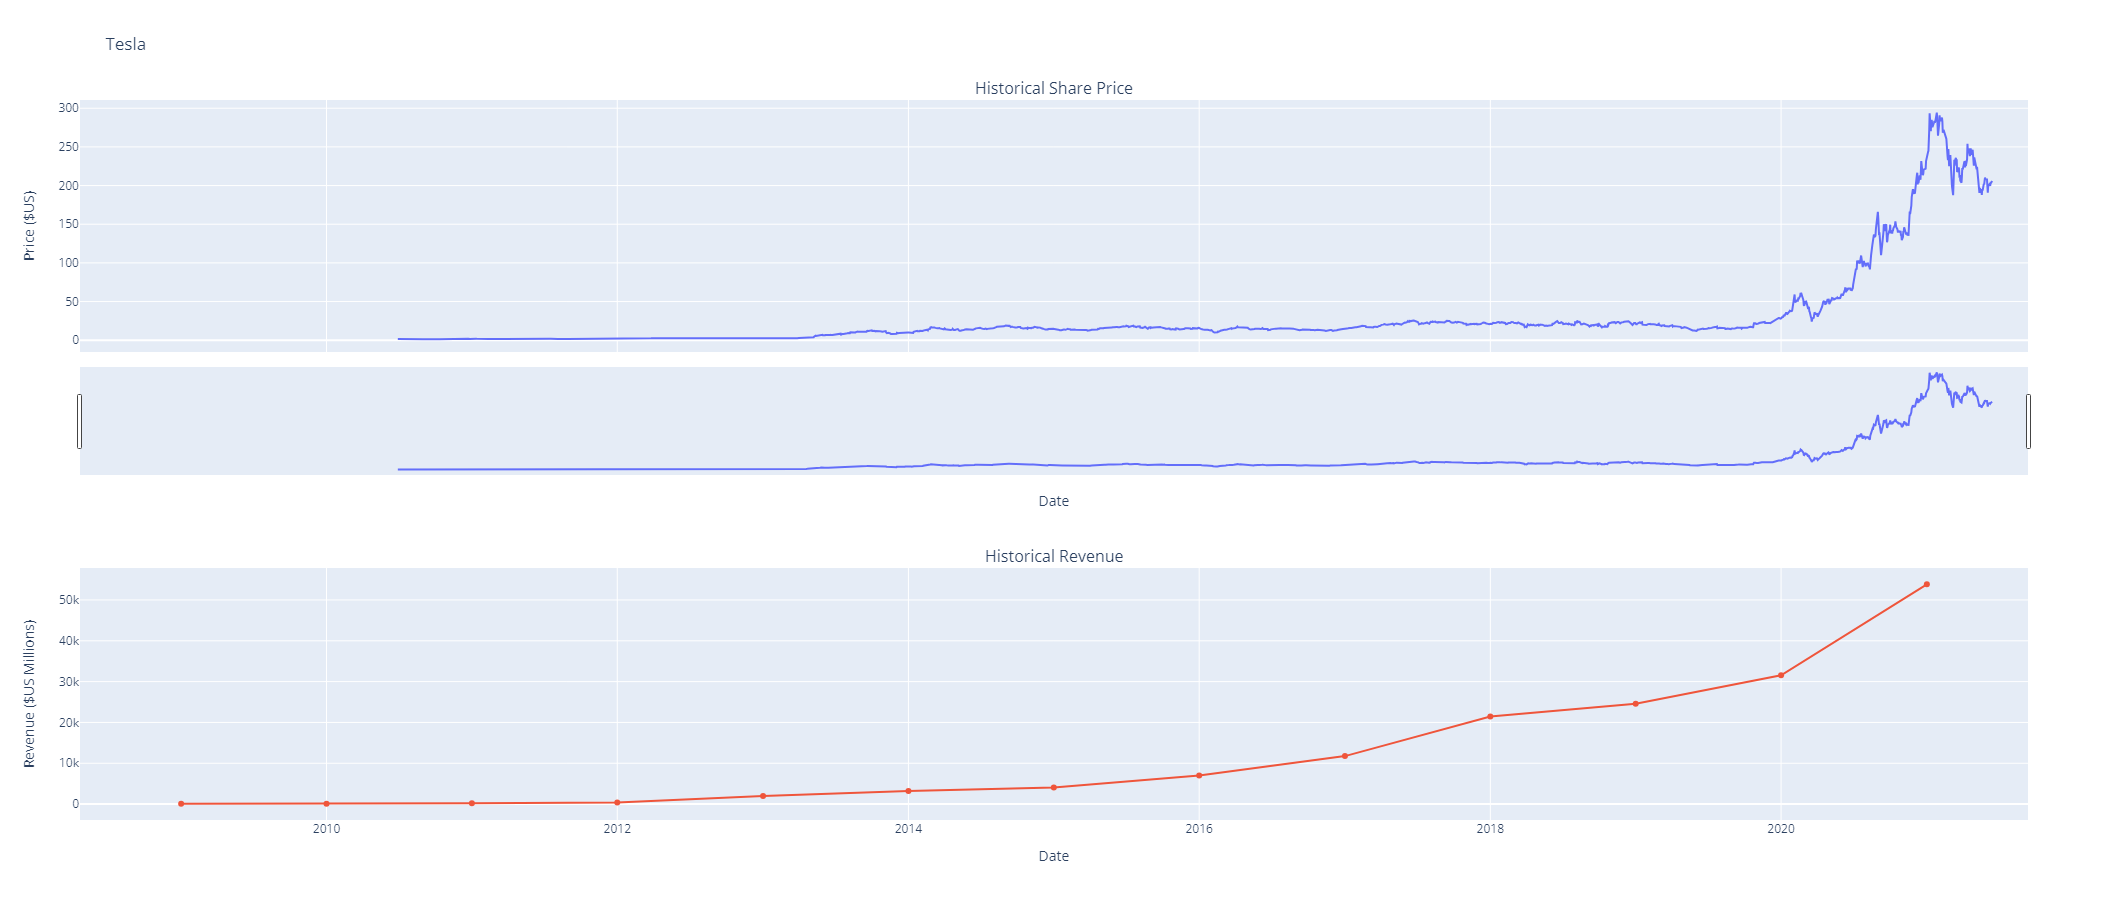 Tesla
Historical Share Price
Price ($US)
300
250
200
150
100
50
0
Date
Historical Revenue
Revenue ($US Millions)
50k
40k
30k
20k
10k
0
2010 2012 2014 2016 2018 2020
Date